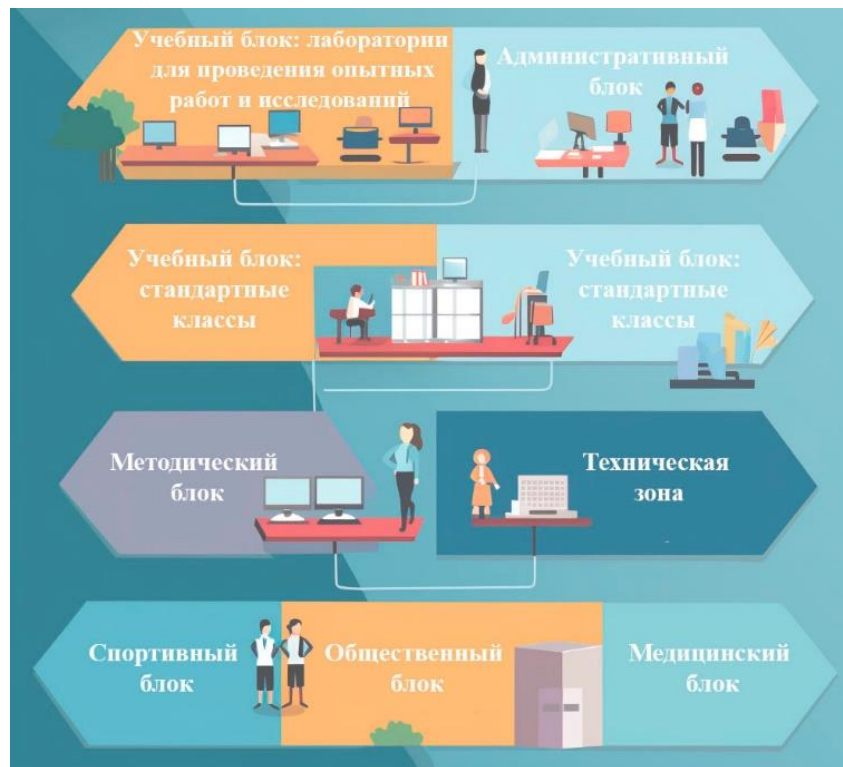 Учебный блок: лаборатории
для проведения опытных
работ и исследований
Административный
блок
Учебный блок:
стандартные
классы
Учебный блок:
стандартные
классы
Методический
блок
Техническая
зона
Спортивный
блок
Общественный
блок
Медицинский
блок